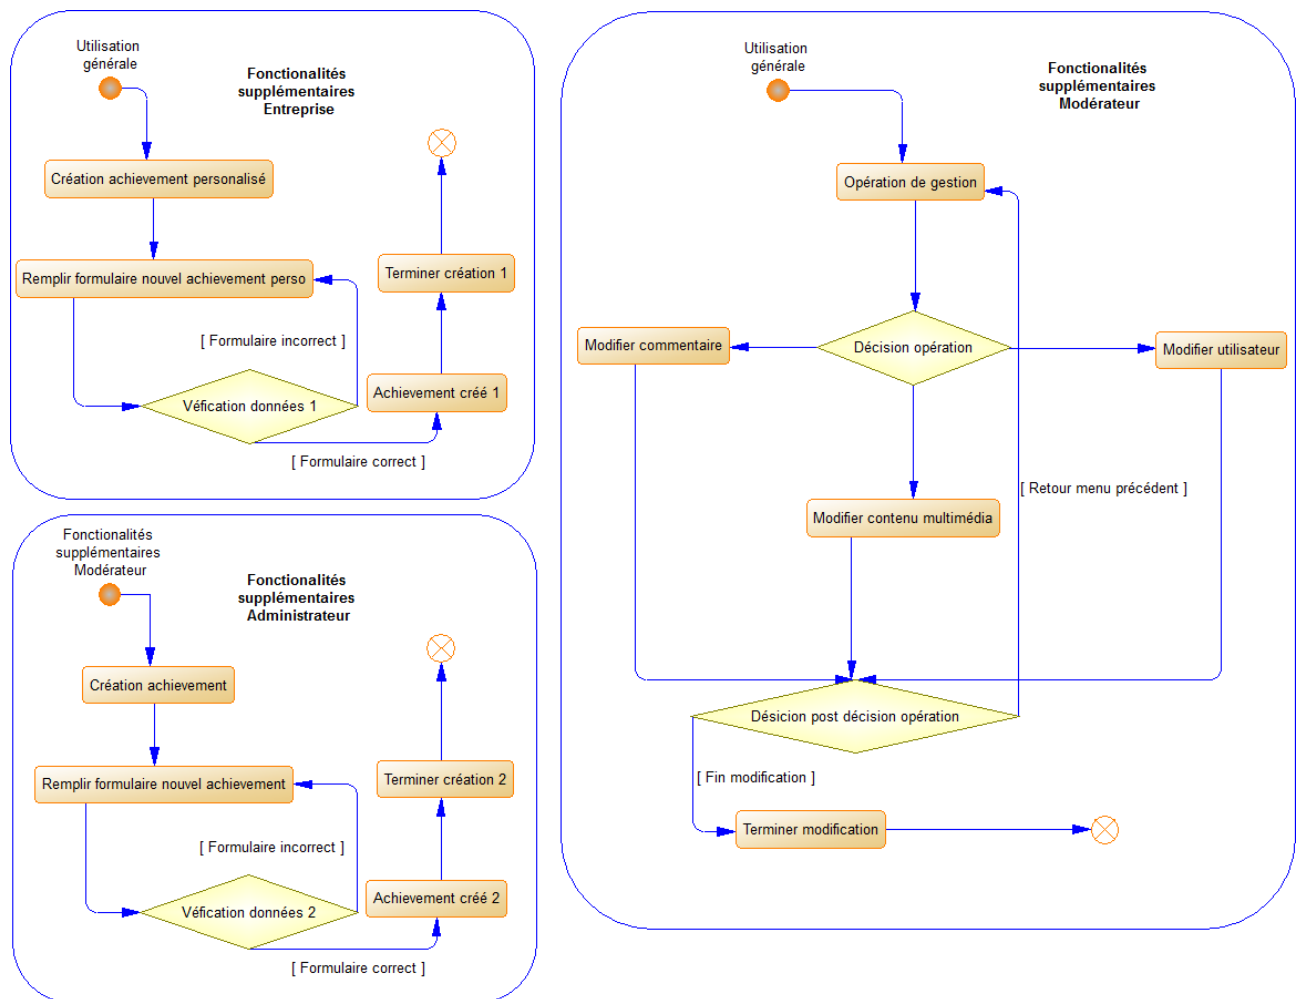 Utilisation
générale
Fonctionalités
supplémentaires
Entreprise
Création achievement personalisé
Remplir formulaire nouvel achievement perso
Terminer création 1
[ Formulaire incorrect ]
Achievement créé 1
Véfication données 1
[ Formulaire correct ]
Fonctionalités
supplémentaires
Modérateur
Fonctionalités
supplémentaires
Administrateur
Création achievement
Remplir formulaire nouvel achievement
Terminer création 2
[ Formulaire incorrect ]
Achievement créé 2
Véfication données 2
[ Formulaire correct ]
Utilisation
générale
Fonctionalités
supplémentaires
Modérateur
Opération de gestion
Modifier commentaire
Décision opération
Modifier utilisateur
[ Retour menu précédent ]
Modifier contenu multimédia
Désicion post décision opération
[ Fin modification ]
Terminer modification